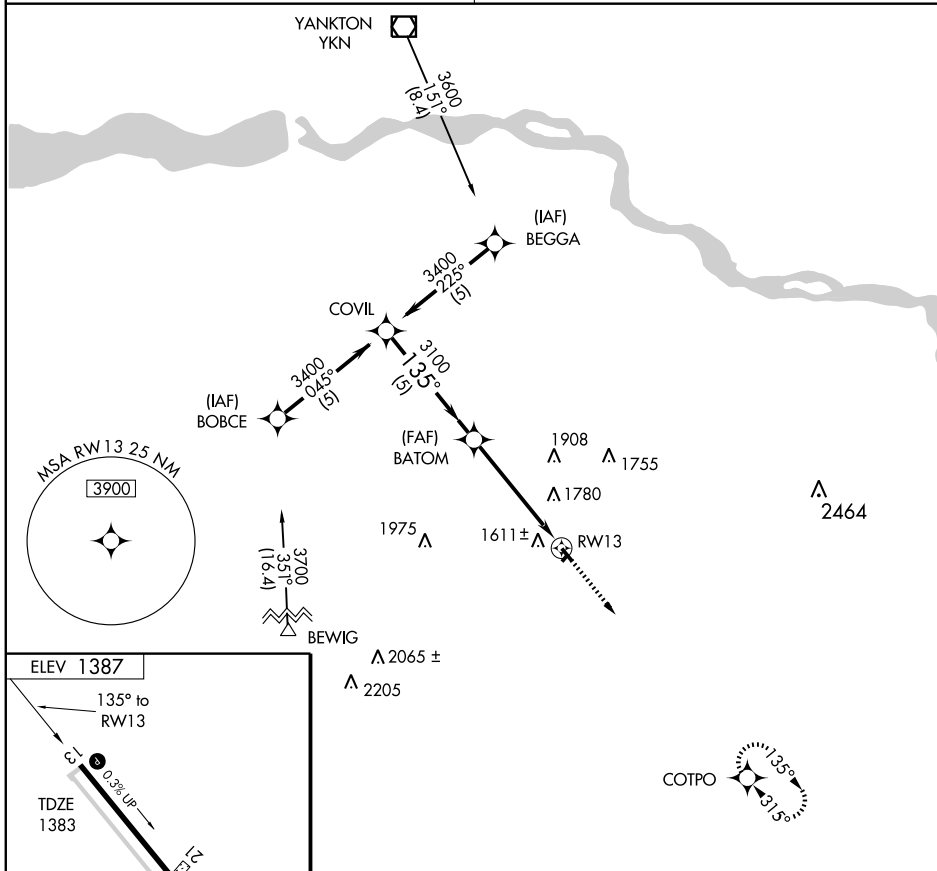 YANKTON
YKN
3600
151°
(8.4)
(IAF)
BEGGA
3400
225°
(5)
COVIL
3100
135°
(5)
3400
045°
(5)
(IAF)
BOBCE
(FAF)
BATOM
1908
1755
1780
2464
1975
1611±
RW13
MSA RW13 25 NM
3900
3700
351°
(16.4)
BEWIG
2065 ±
2205
ELEV 1387
135° to
RW13
13
P
0.3% UP
TDZE
1383
21
COTPO
135°
315°